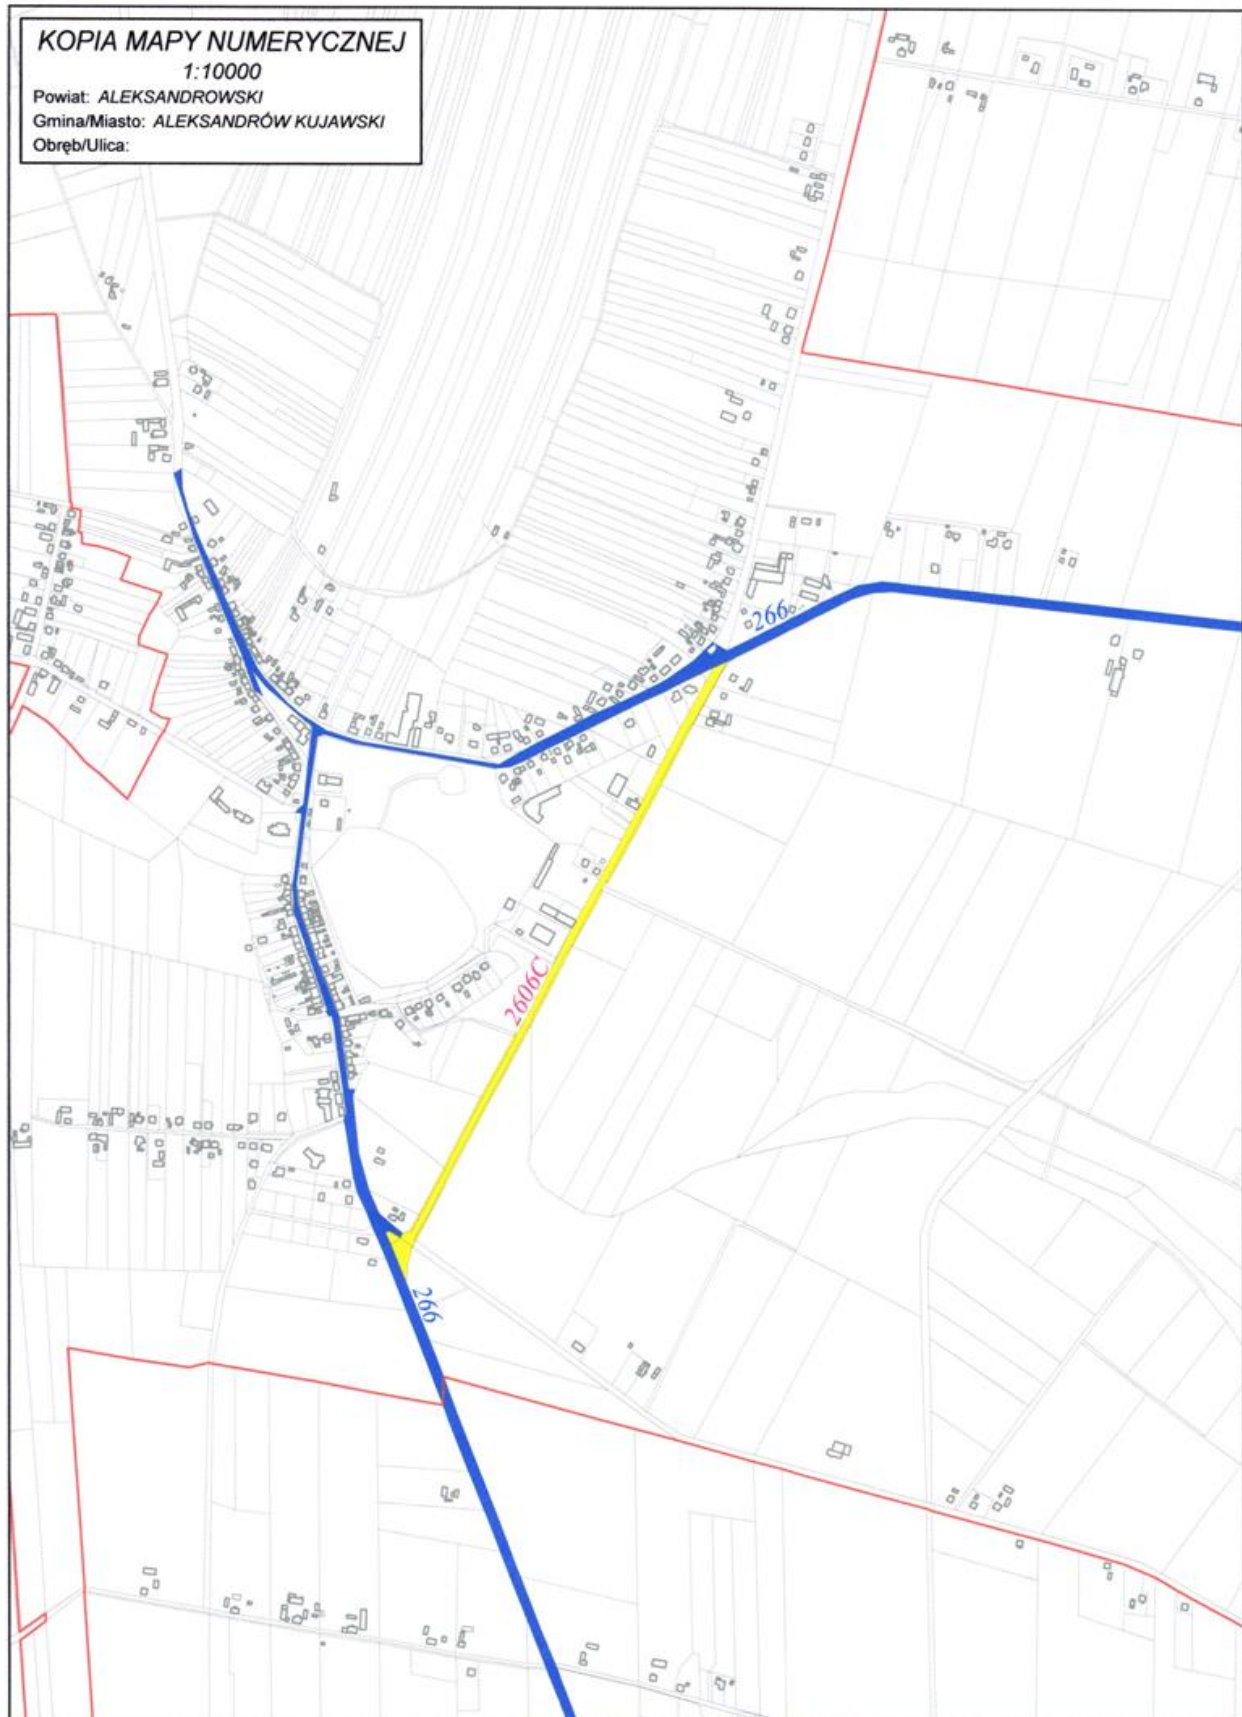 KOPIA MAPY NUMERYCZNEJ
1:10000
Powiat: ALEKSANDROWSKI
Gmina/Miasto: ALEKSANDRÓW KUJAWSKI
Obręb/Ulica:
266
2606C
266